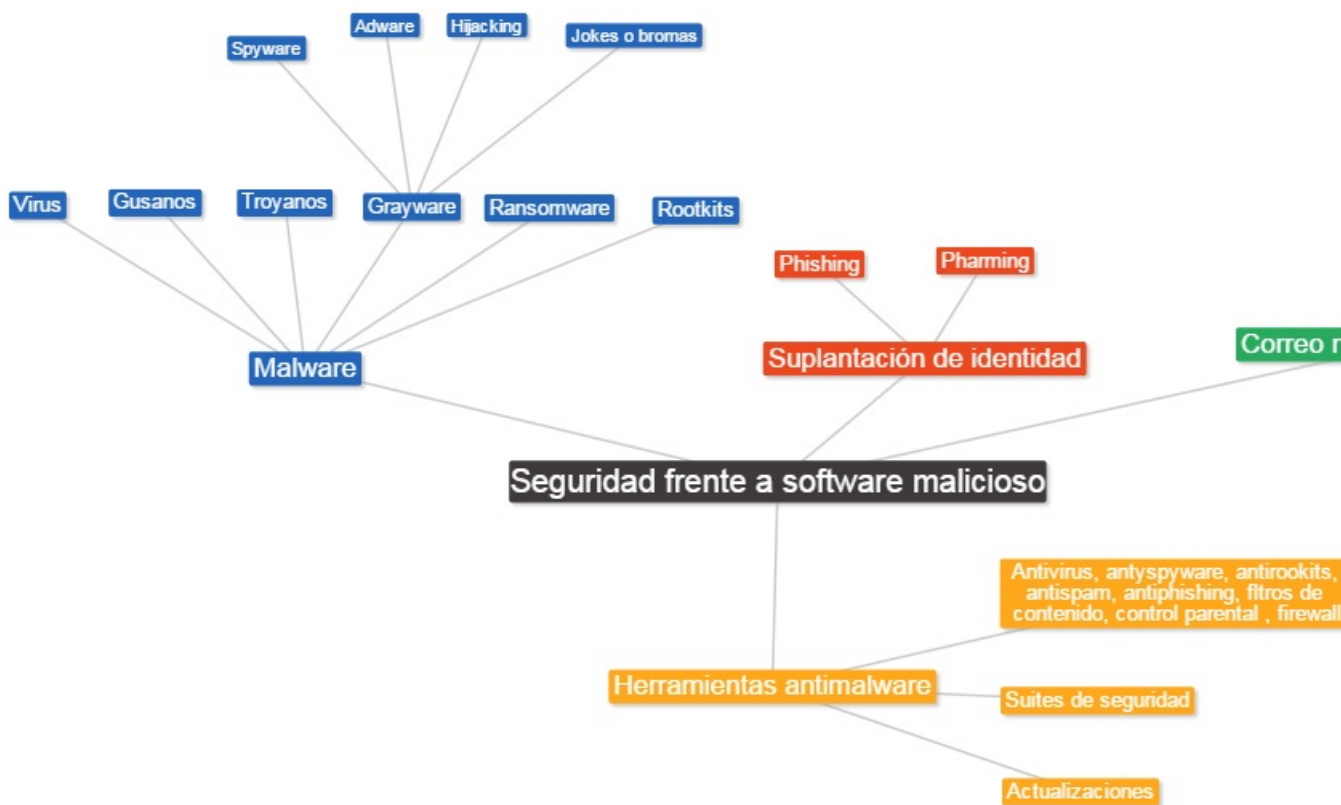 Adware
Hijacking
Jokes o bromas
Spyware
Virus
Gusanos
Troyanos
Grayware
Ransomware
Rootkits
Phishing
Pharming
Malware
Suplantación de identidad
Correo
Seguridad frente a software malicioso
Antivirus, antyspyware, antirookits,
antispam, antiphishing, fltros de
contenido, control parental , firewall
Herramientas antimalware
Suites de seguridad
Actualizaciones